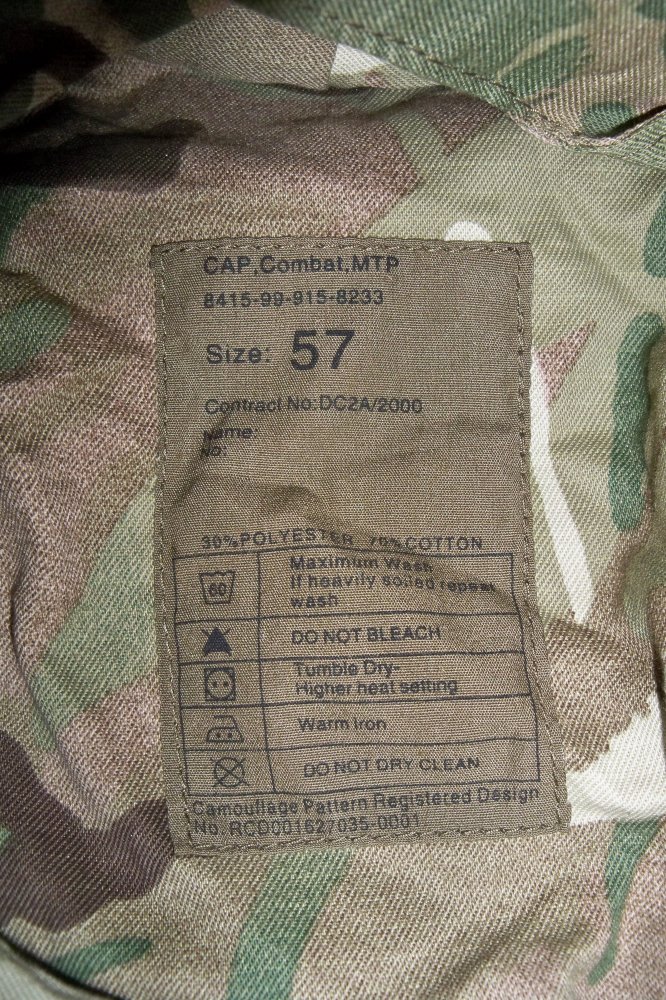 CAP,Combat,MTP
8415-99-915-8233
Size: 57
Contract No:DC2A/2000
Name:
No:
30%POLYESTER 70%COTTON
60
Maximum Wash
If heavily soiled repeat
wash
DO NOT BLEACH
Tumble Dry-
Higher heat setting
Warm Iron
DO NOT DRY CLEAN
Camouflage Pattern Registered Design
No. RCD001627035-0001